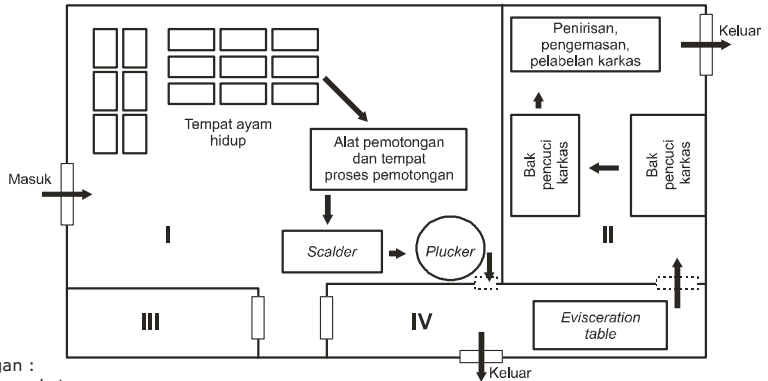 Masuk
Tempat ayam
hidup
Alat pemotongan
dan tempat
proses pemotongan
Scalder
Plucker
I
III
Penirisan,
pengemasan,
pelabelan karkas
Keluar
Bak
pencuci
karkas
Bak
pencuci
karkas
II
IV
Evisceration
table
Keluar
gan :